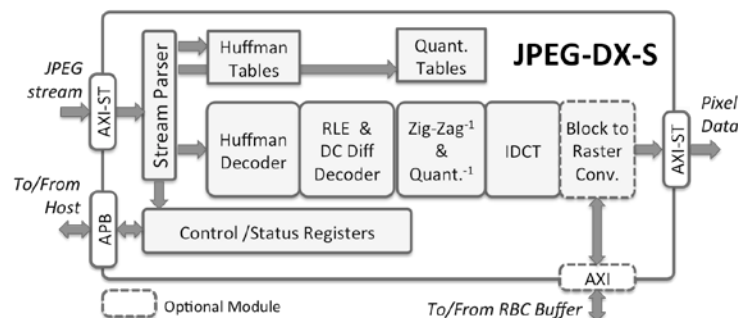 JPEG-DX-S
JPEG
stream
AXI-ST
Stream Parser
Huffman
Tables
Quant.
Tables
Huffman
Decoder
RLE &
DC Diff
Decoder
Zig-Zag⁻¹
&
Quant.⁻¹
IDCT
Block to
Raster
Conv.
AXI-ST
Pixel
Data
To/From
Host
APB
Control /Status Registers
AXI
Optional Module
To/From RBC Buffer